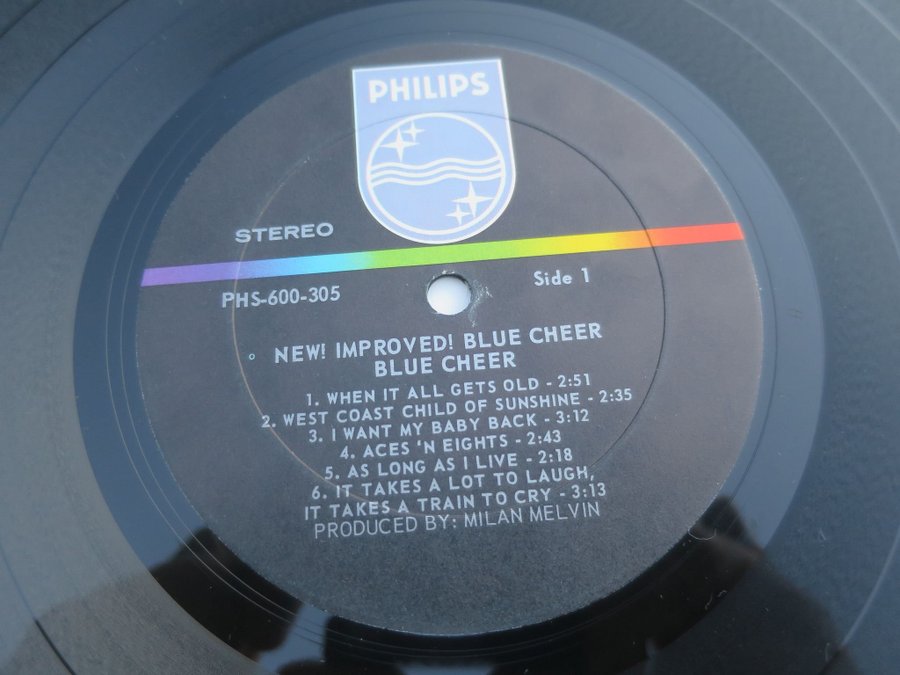 PHILIPS
STEREO
PHS-600-305
Side 1
NEW! IMPROVED! BLUE CHEER
BLUE CHEER
1. WHEN IT ALL GETS OLD - 2:51
2. WEST COAST CHILD OF SUNSHINE - 2:35
3. I WANT MY BABY BACK - 3:12
4. ACES 'N EIGHTS - 2:43
5. AS LONG AS I LIVE - 2:18
6. IT TAKES A LOT TO LAUGH,
IT TAKES A TRAIN TO CRY - 3:13
PRODUCED BY: MILAN MELVIN